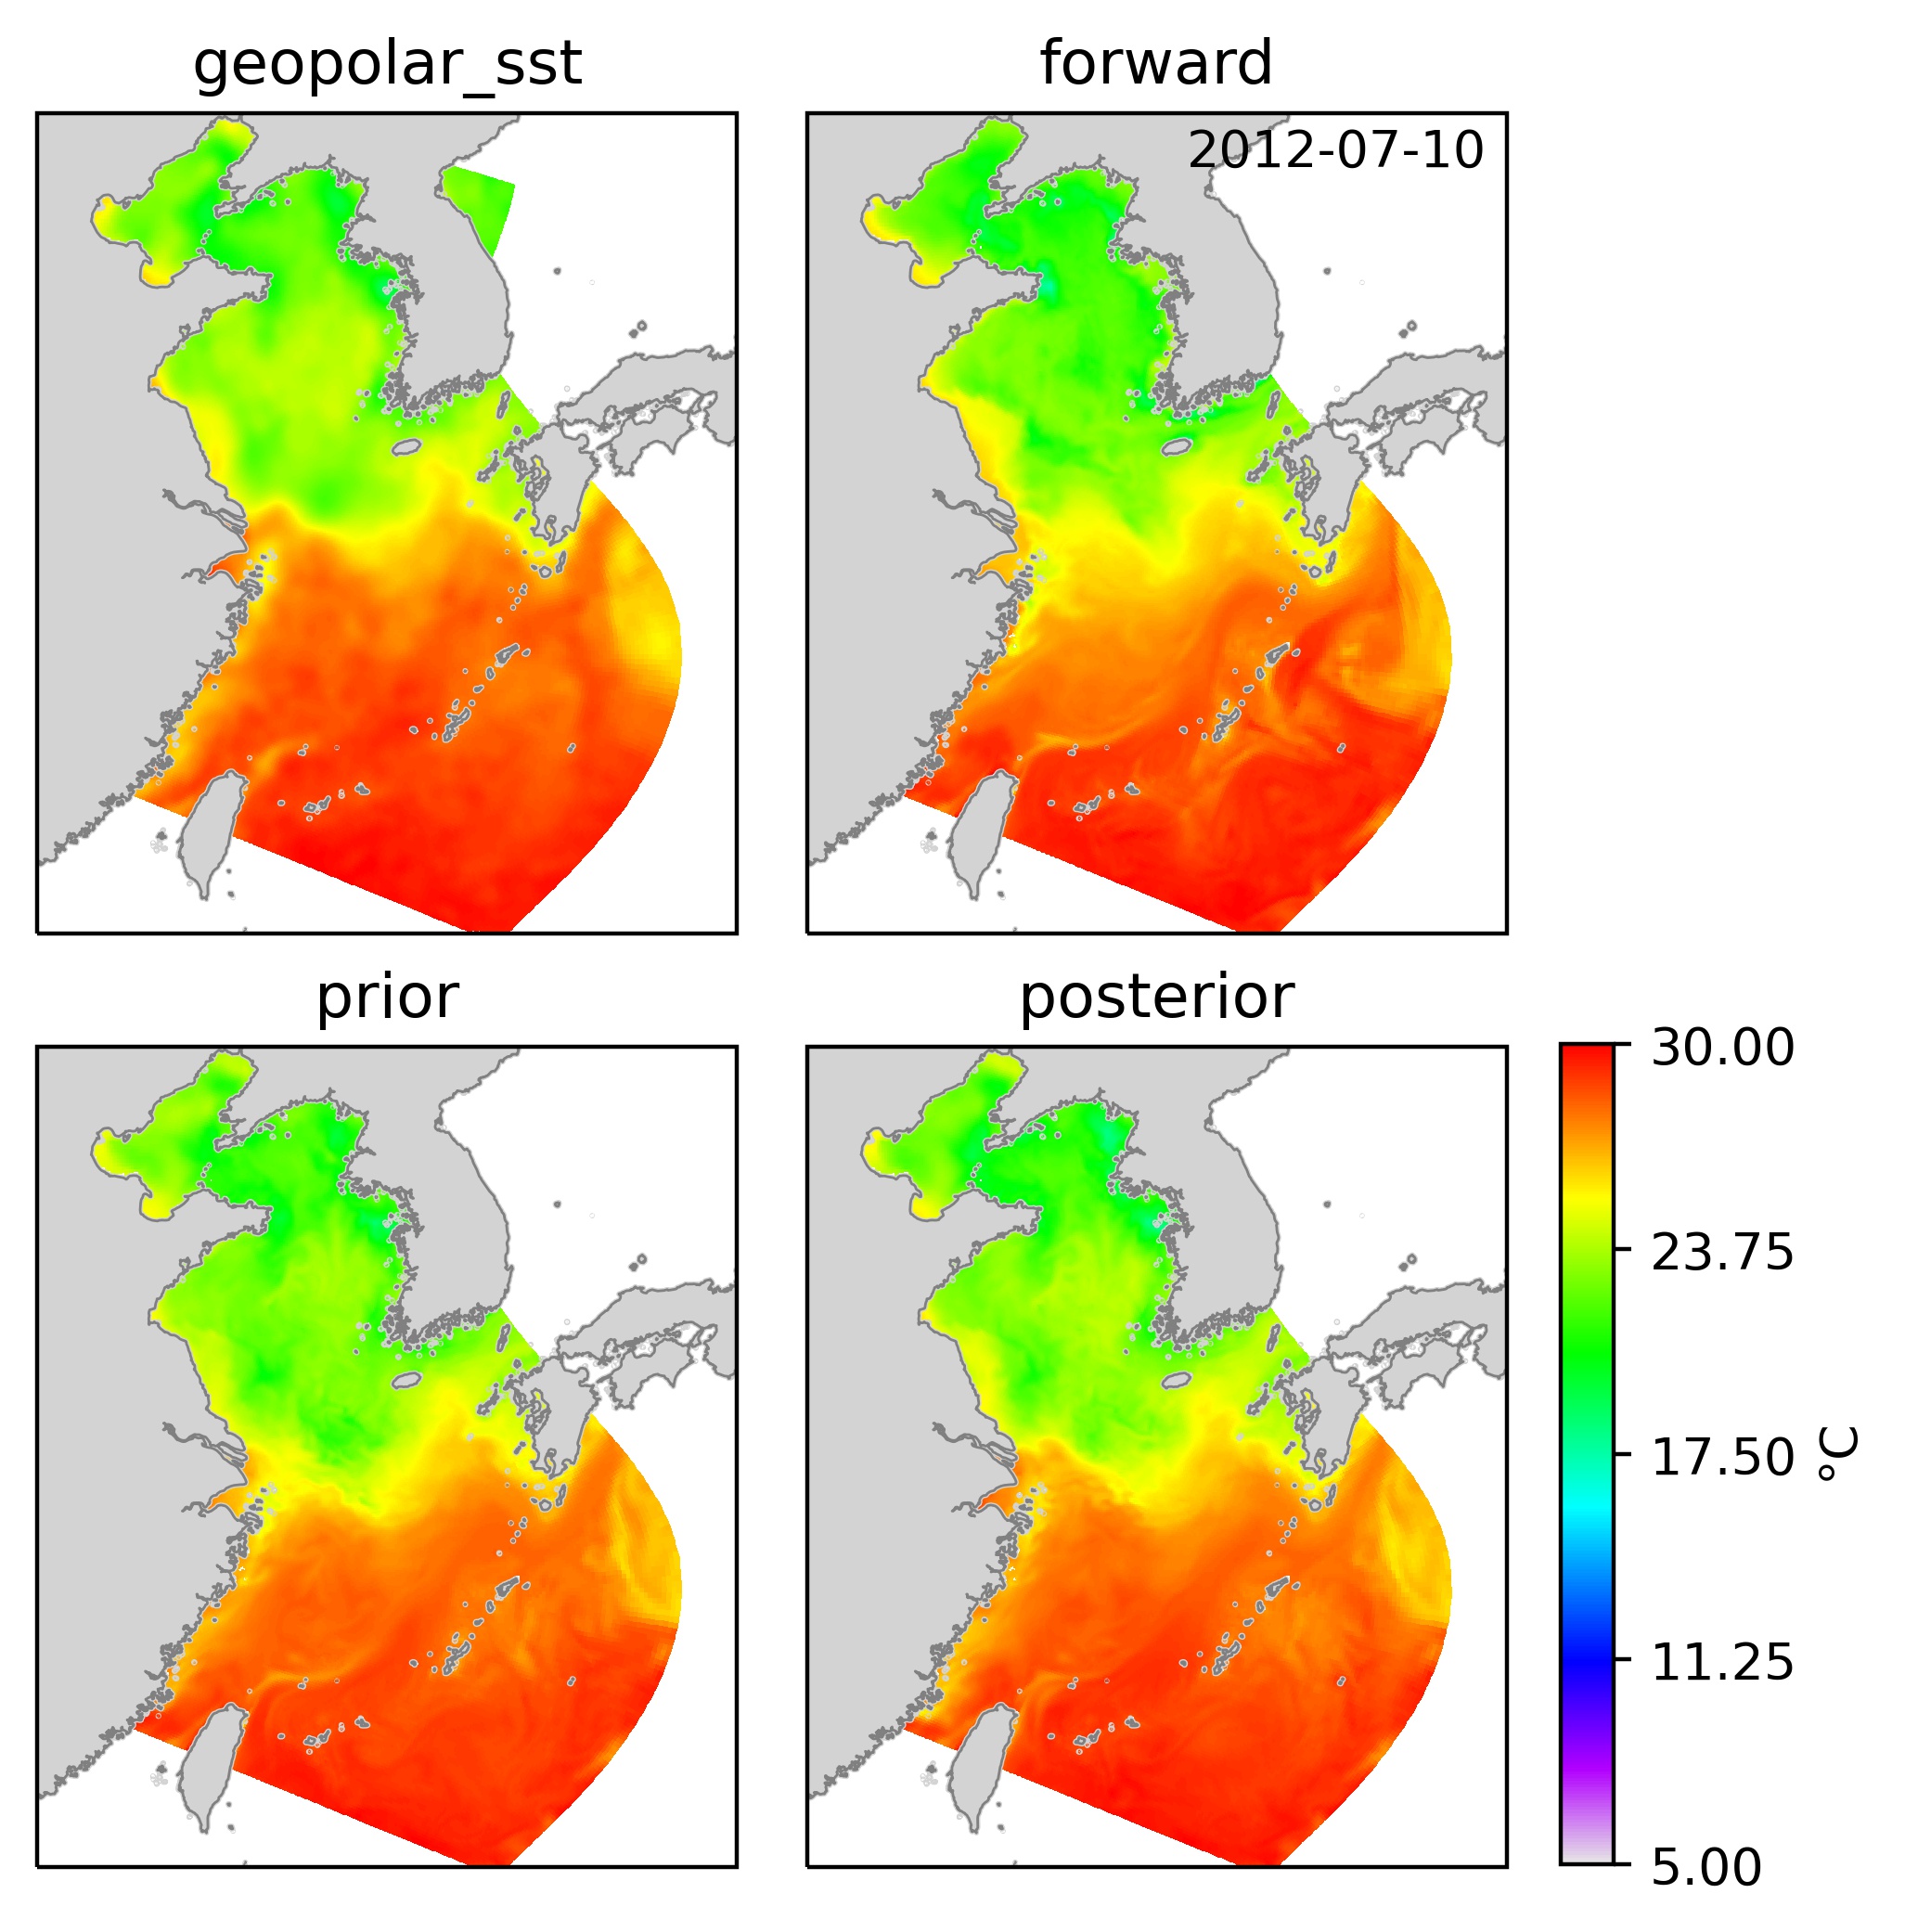 geopolar_sst
forward
2012-07-10
prior
posterior
30.00
23.75
17.50
11.25
5.00
°C